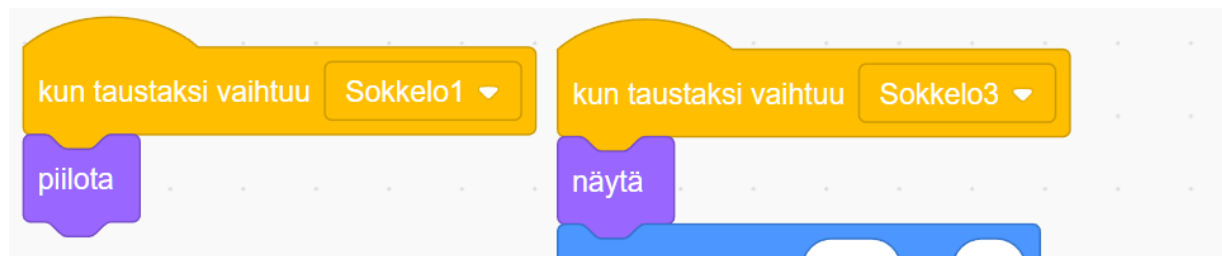 kun taustaksi vaihtuu Sokkelo1
piilota
kun taustaksi vaihtuu Sokkelo3
näytä